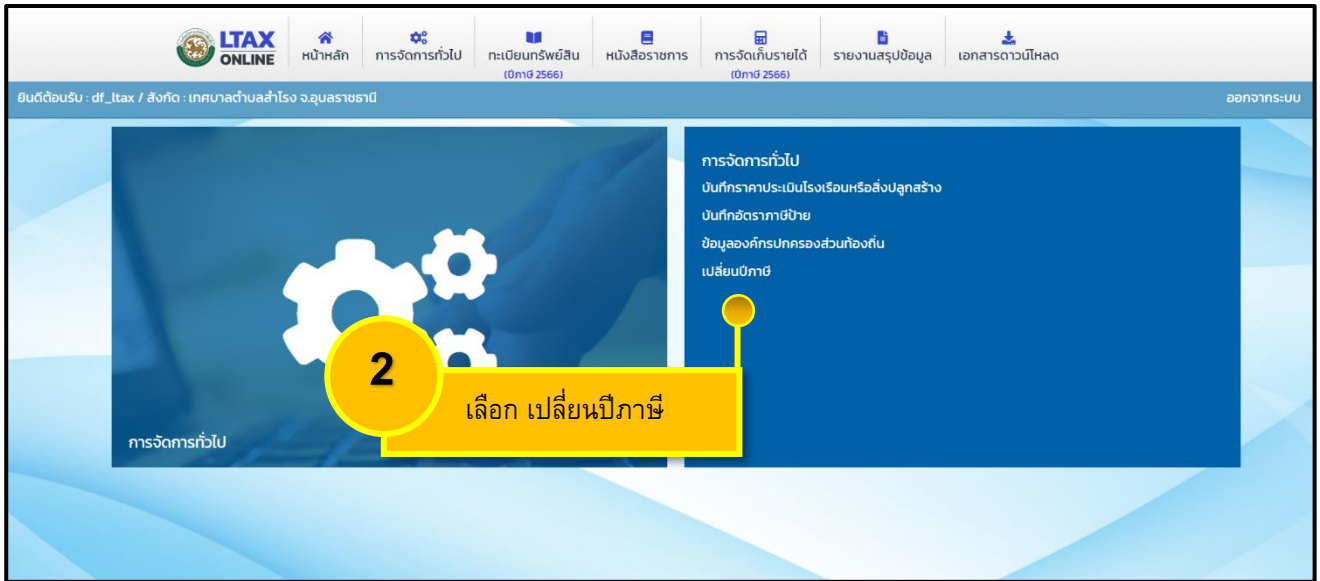 LTAX
ONLINE
หน้าหลัก
การจัดการทั่วไป
ทะเบียนทรัพย์สิน
(ปีภาษี 2566)
หนังสือราชการ
การจัดเก็บรายได้
(ปีภาษี 2566)
รายงานสรุปข้อมูล
เอกสารดาวน์โหลด
ยินดีต้อนรับ : df_ltax / สังกัด : เทศบาลตำบลสำโรง จ.อุบลราชธานี
ออกจากระบบ
การจัดการทั่วไป
บันทึกราคาประเมินโรงเรือนหรือสิ่งปลูกสร้าง
บันทึกอัตราภาษีป้าย
ข้อมูลองค์กรปกครองส่วนท้องถิ่น
เปลี่ยนปีภาษี
2
เลือก เปลี่ยนปีภาษี
การจัดการทั่วไป